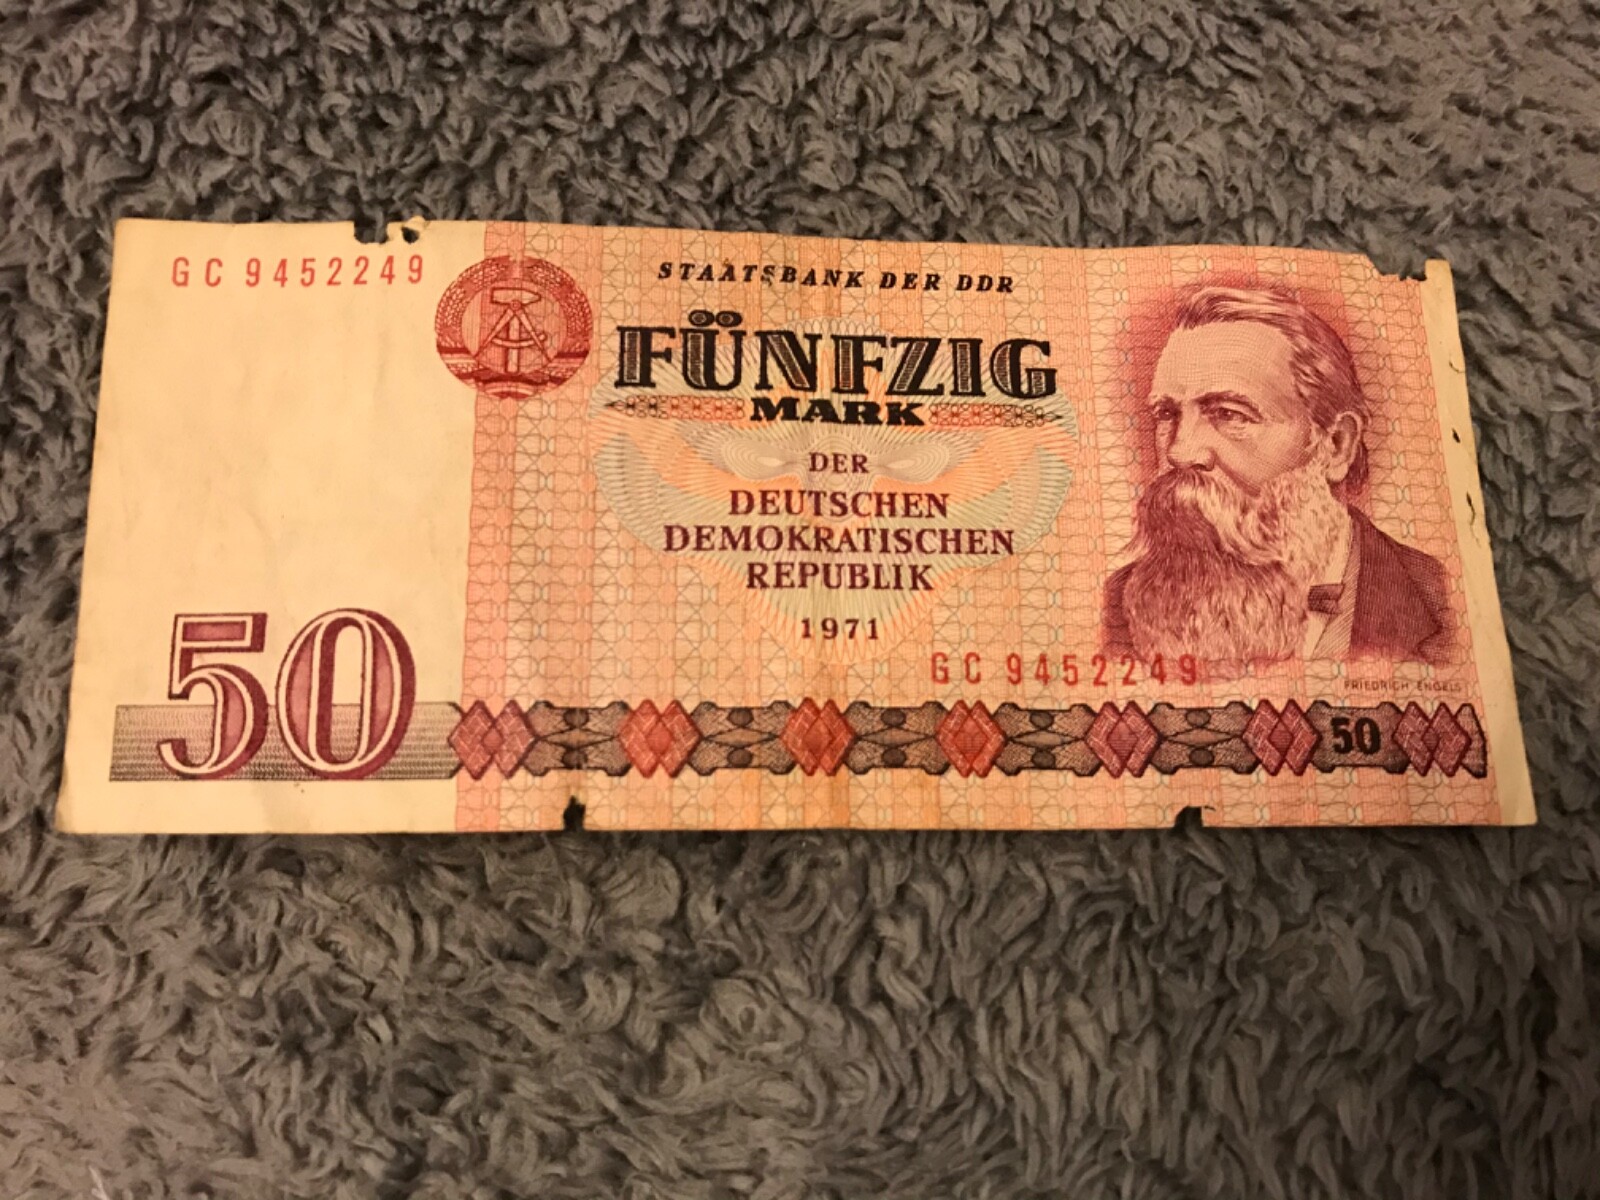 GC 9452249
STAATSBANK DER DDR
FÜNFZIG
MARK
DER
DEUTSCHEN
DEMOKRATISCHEN
REPUBLIK
1971
GC 9452249
FRIEDRICH ENGELS
50
50